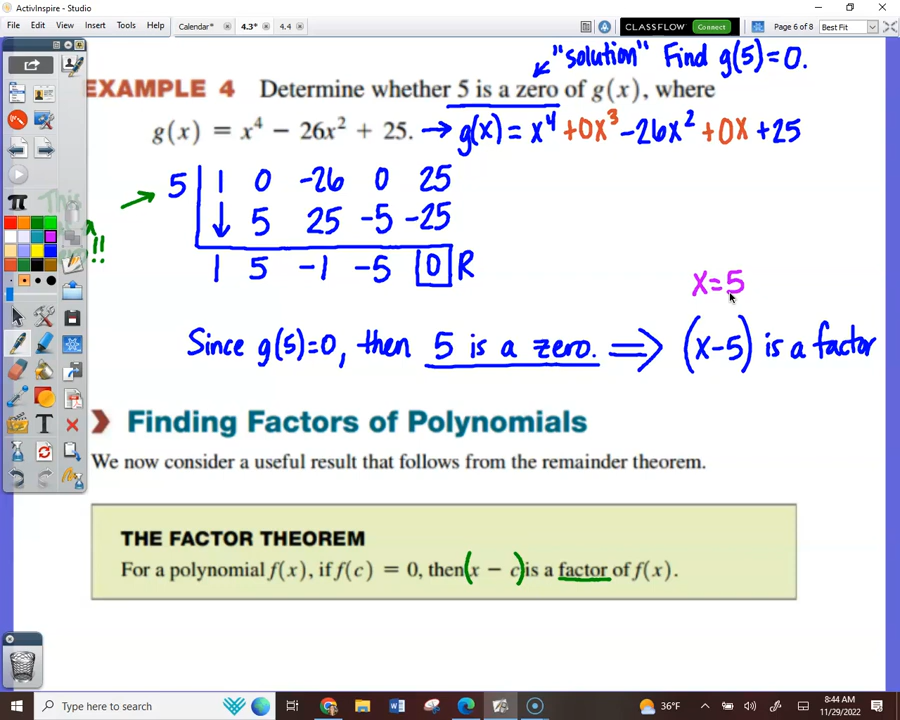 ActivInspire - Studio
File Edit View Insert Tools Help
Calendar* 4.3* 4.4
CLASSFLOW Connect
Page 6 of 8 Best Fit
"solution" Find g(5)=0.
EXAMPLE 4 Determine whether 5 is a zero of g(x), where
g(x) = x⁴ − 26x² + 25. → g(x) = x⁴ +0x³ -26x² +0x +25
5 1 0 -26 0 25
↓ 5 25 -5 -25
1 5 -1 -5 0 R
This
!!
x=5
Since g(5)=0, then 5 is a zero. ⟹ (x-5) is a factor
Finding Factors of Polynomials
We now consider a useful result that follows from the remainder theorem.
THE FACTOR THEOREM
For a polynomial f(x), if f(c) = 0, then (x − c) is a factor of f(x).
Type here to search
36°F
8:44 AM
11/29/2022